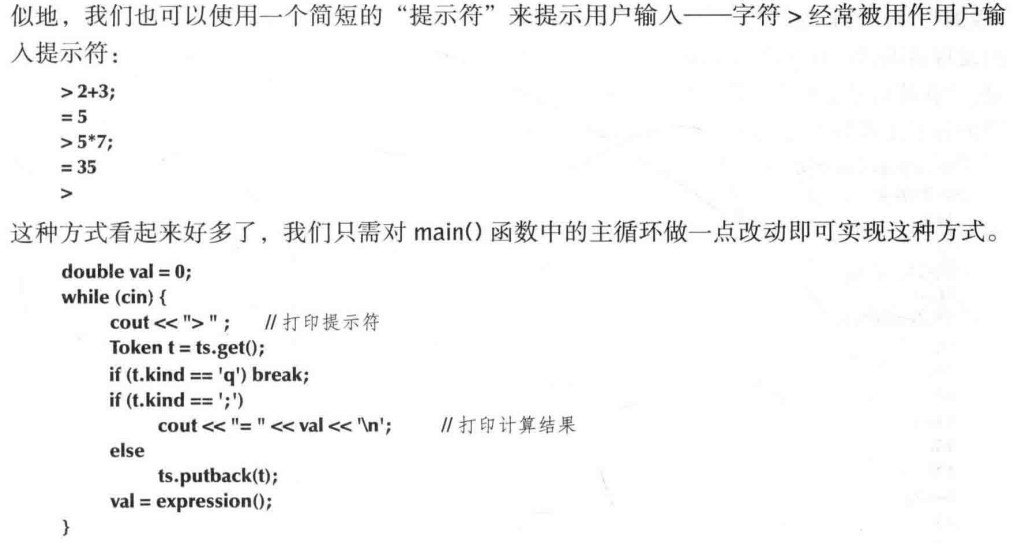 似地，我们也可以使用一个简短的“提示符”来提示用户输入——字符 > 经常被用作用户输
入提示符：
> 2+3;
= 5
> 5*7;
= 35
>
这种方式看起来好多了，我们只需对 main() 函数中的主循环做一点改动即可实现这种方式。
double val = 0;
while (cin) {
cout << "> " ; // 打印提示符
Token t = ts.get();
if (t.kind == 'q') break;
if (t.kind == ';')
cout << "= " << val << '\n'; // 打印计算结果
else
ts.putback(t);
val = expression();
}